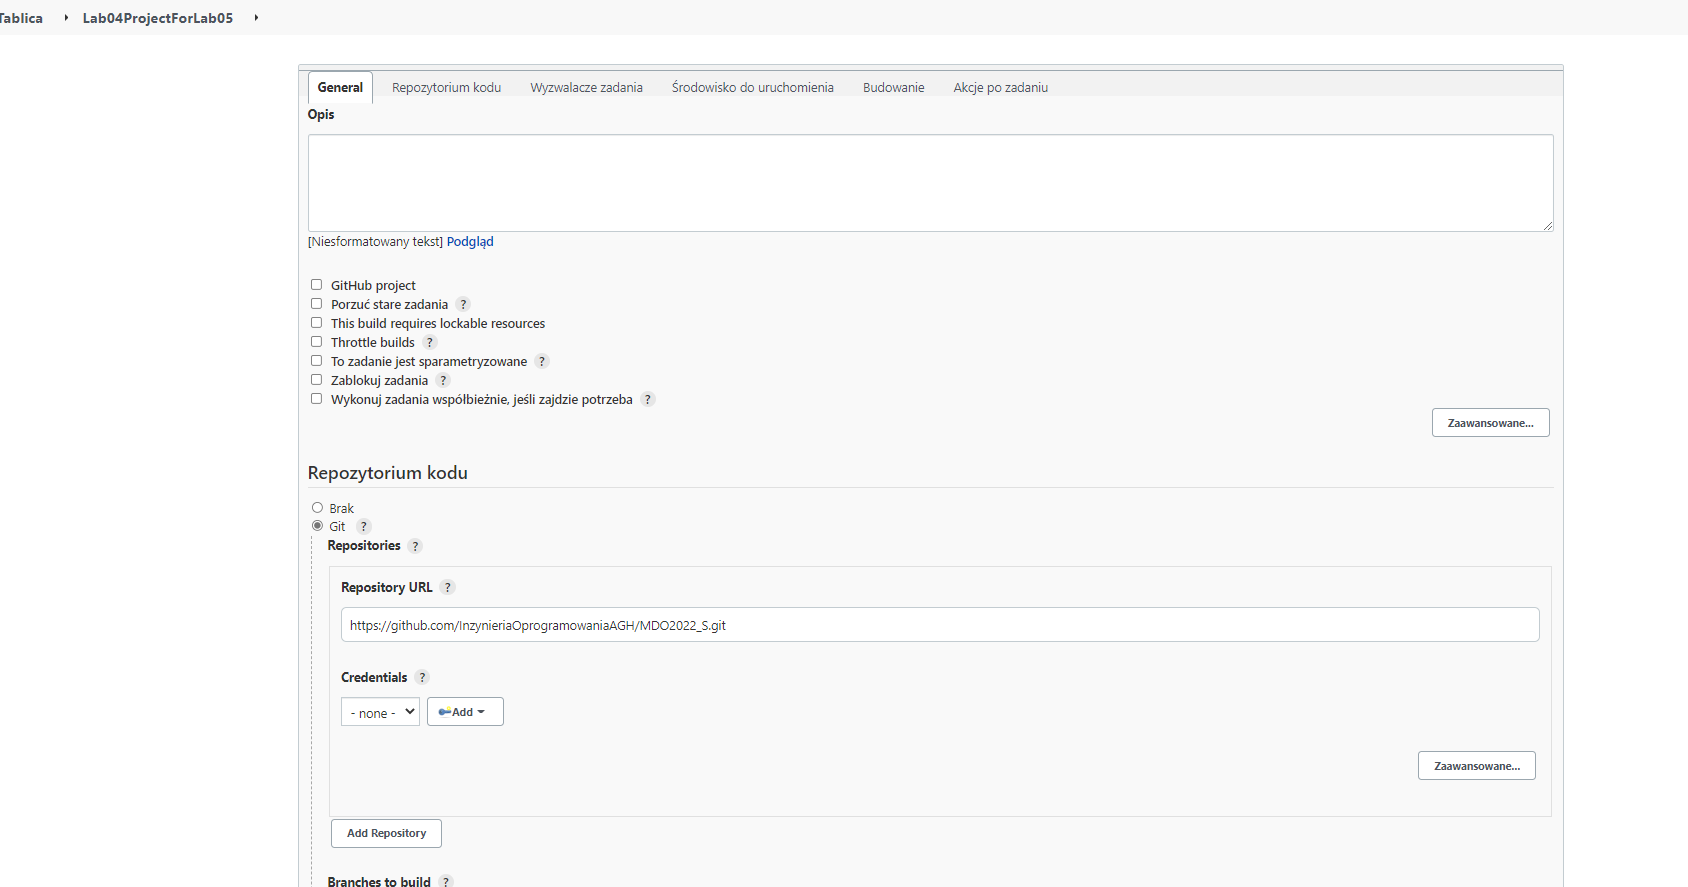 Tablica Lab04ProjectForLab05
General Repozytorium kodu Wyzwalacze zadania Środowisko do uruchomienia Budowanie Akcje po zadaniu
Opis
[Niesformatowany tekst] Podgląd
GitHub project
Porzuć stare zadania ?
This build requires lockable resources
Throttle builds ?
To zadanie jest sparametryzowane ?
Zablokuj zadania ?
Wykonuj zadania współbieżnie, jeśli zajdzie potrzeba ?
Zaawansowane...
Repozytorium kodu
Brak
Git ?
Repositories ?
Repository URL ?
https://github.com/InzynieriaOprogramowaniaAGH/MDO2022_S.git
Credentials ?
- none - Add
Zaawansowane...
Add Repository
Branches to build ?